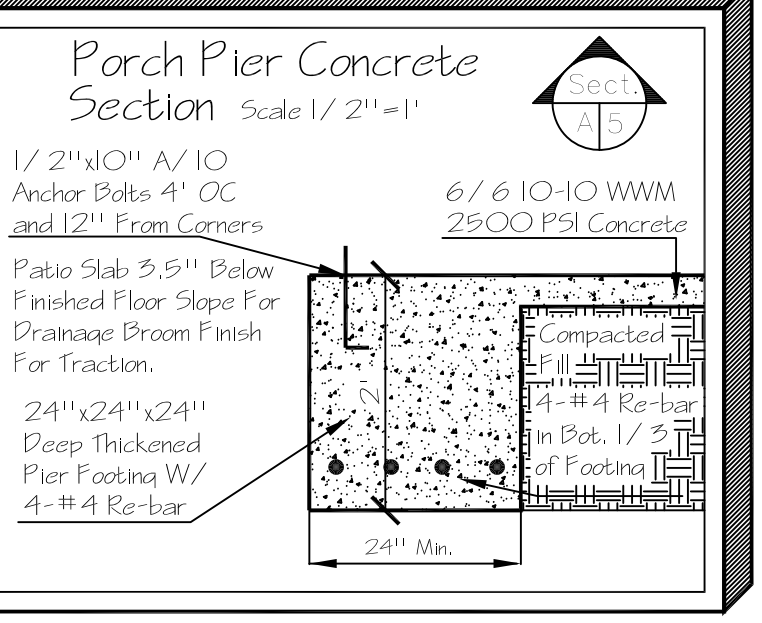 Porch Pier Concrete
Section Scale 1/ 2"=1'
Sect.
A 5
1/ 2"x10" A/ 10
Anchor Bolts 4' OC
and 12" From Corners
6/ 6 10-10 WWM
2500 PSI Concrete
Patio Slab 3.5" Below
Finished Floor Slope For
Drainage Broom Finish
For Traction.
24"x24"x24"
Deep Thickened
Pier Footing W/
4-#4 Re-bar
2'
Compacted
Fill
4-#4 Re-bar
in Bot. 1/ 3
of Footing
24" Min.